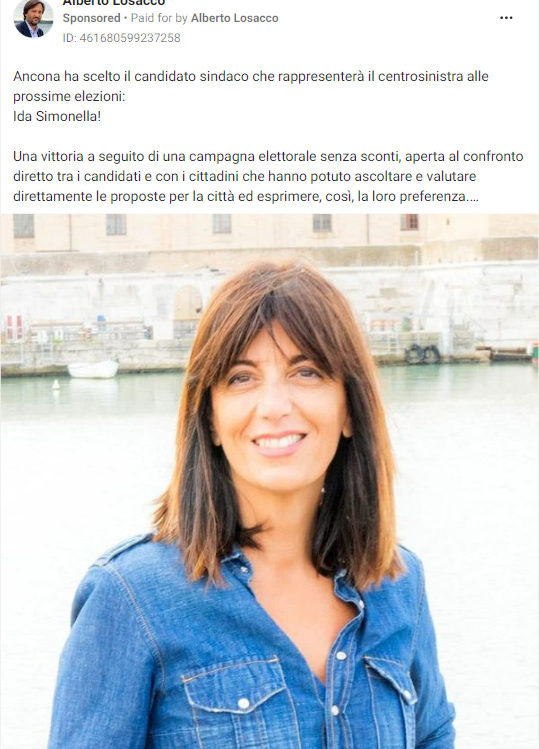 Alberto Losacco
Sponsored • Paid for by Alberto Losacco
ID: 461680599237258
Ancona ha scelto il candidato sindaco che rappresenterà il centrosinistra alle
prossime elezioni:
Ida Simonella!
Una vittoria a seguito di una campagna elettorale senza sconti, aperta al confronto
diretto tra i candidati e con i cittadini che hanno potuto ascoltare e valutare
direttamente le proposte per la città ed esprimere, così, la loro preferenza.…